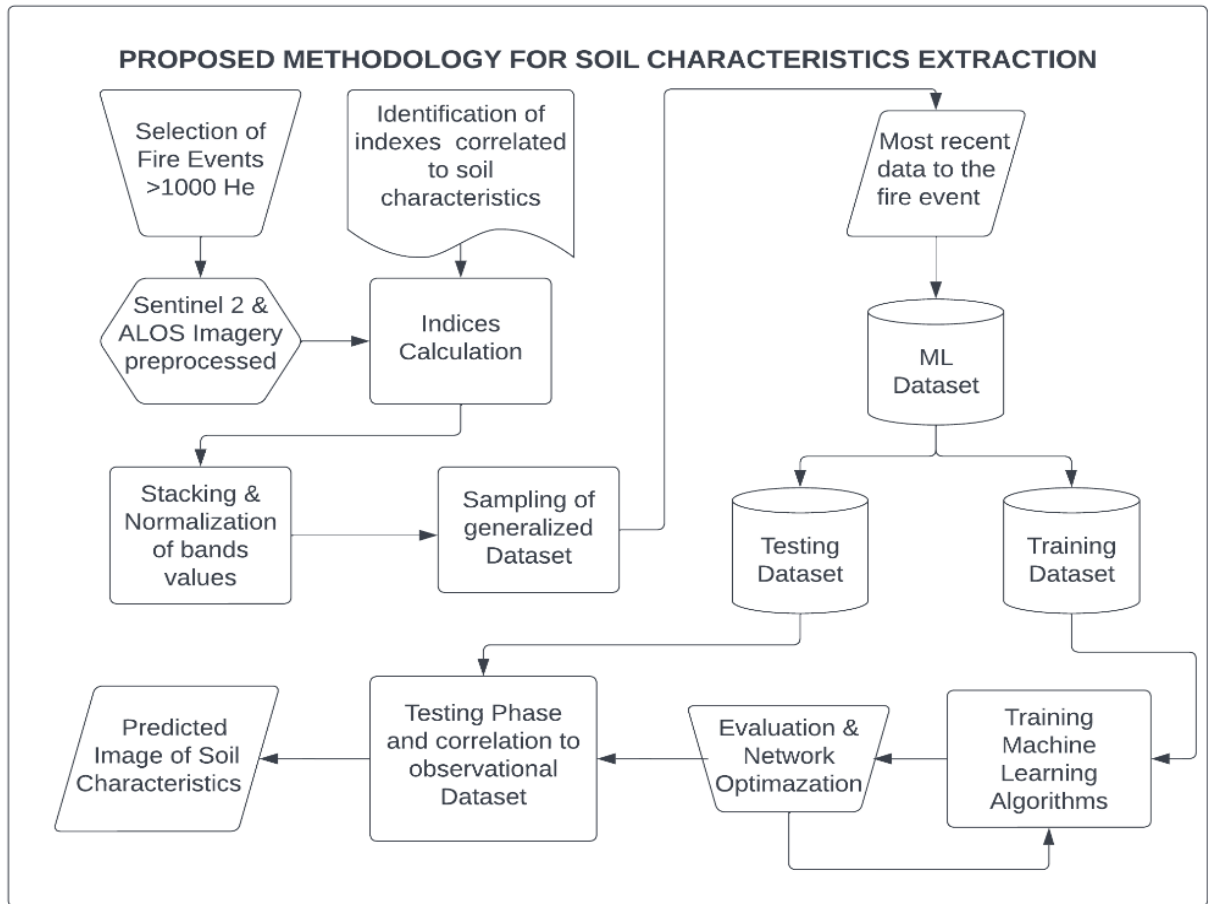 PROPOSED METHODOLOGY FOR SOIL CHARACTERISTICS EXTRACTION
Selection of
Fire Events
>1000 He
Identification of
indexes correlated
to soil
characteristics
Most recent
data to the
fire event
Sentinel 2 &
ALOS Imagery
preprocessed
Indices
Calculation
ML
Dataset
Stacking &
Normalization
of bands
values
Sampling of
generalized
Dataset
Testing
Dataset
Training
Dataset
Predicted
Image of Soil
Characteristics
Testing Phase
and correlation to
observational
Dataset
Evaluation &
Network
Optimazation
Training
Machine
Learning
Algorithms